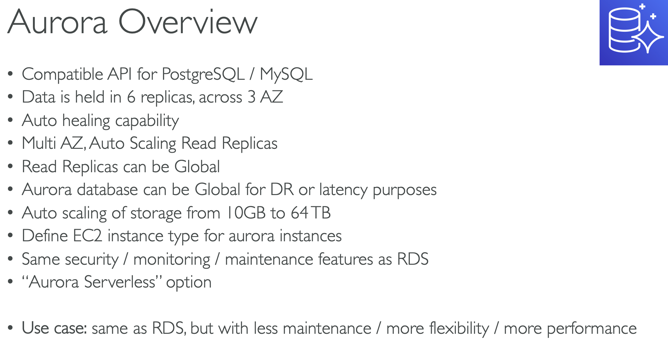 Aurora Overview
• Compatible API for PostgreSQL / MySQL
• Data is held in 6 replicas, across 3 AZ
• Auto healing capability
• Multi AZ, Auto Scaling Read Replicas
• Read Replicas can be Global
• Aurora database can be Global for DR or latency purposes
• Auto scaling of storage from 10GB to 64 TB
• Define EC2 instance type for aurora instances
• Same security / monitoring / maintenance features as RDS
• “Aurora Serverless” option
• Use case: same as RDS, but with less maintenance / more flexibility / more performance